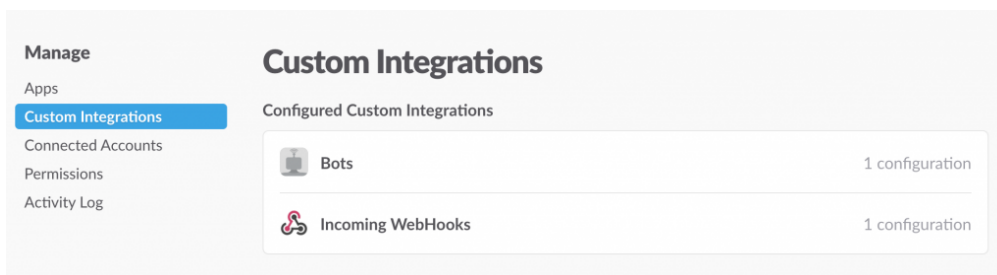 Manage
Apps
Custom Integrations
Connected Accounts
Permissions
Activity Log
Custom Integrations
Configured Custom Integrations
Bots 1 configuration
Incoming WebHooks 1 configuration